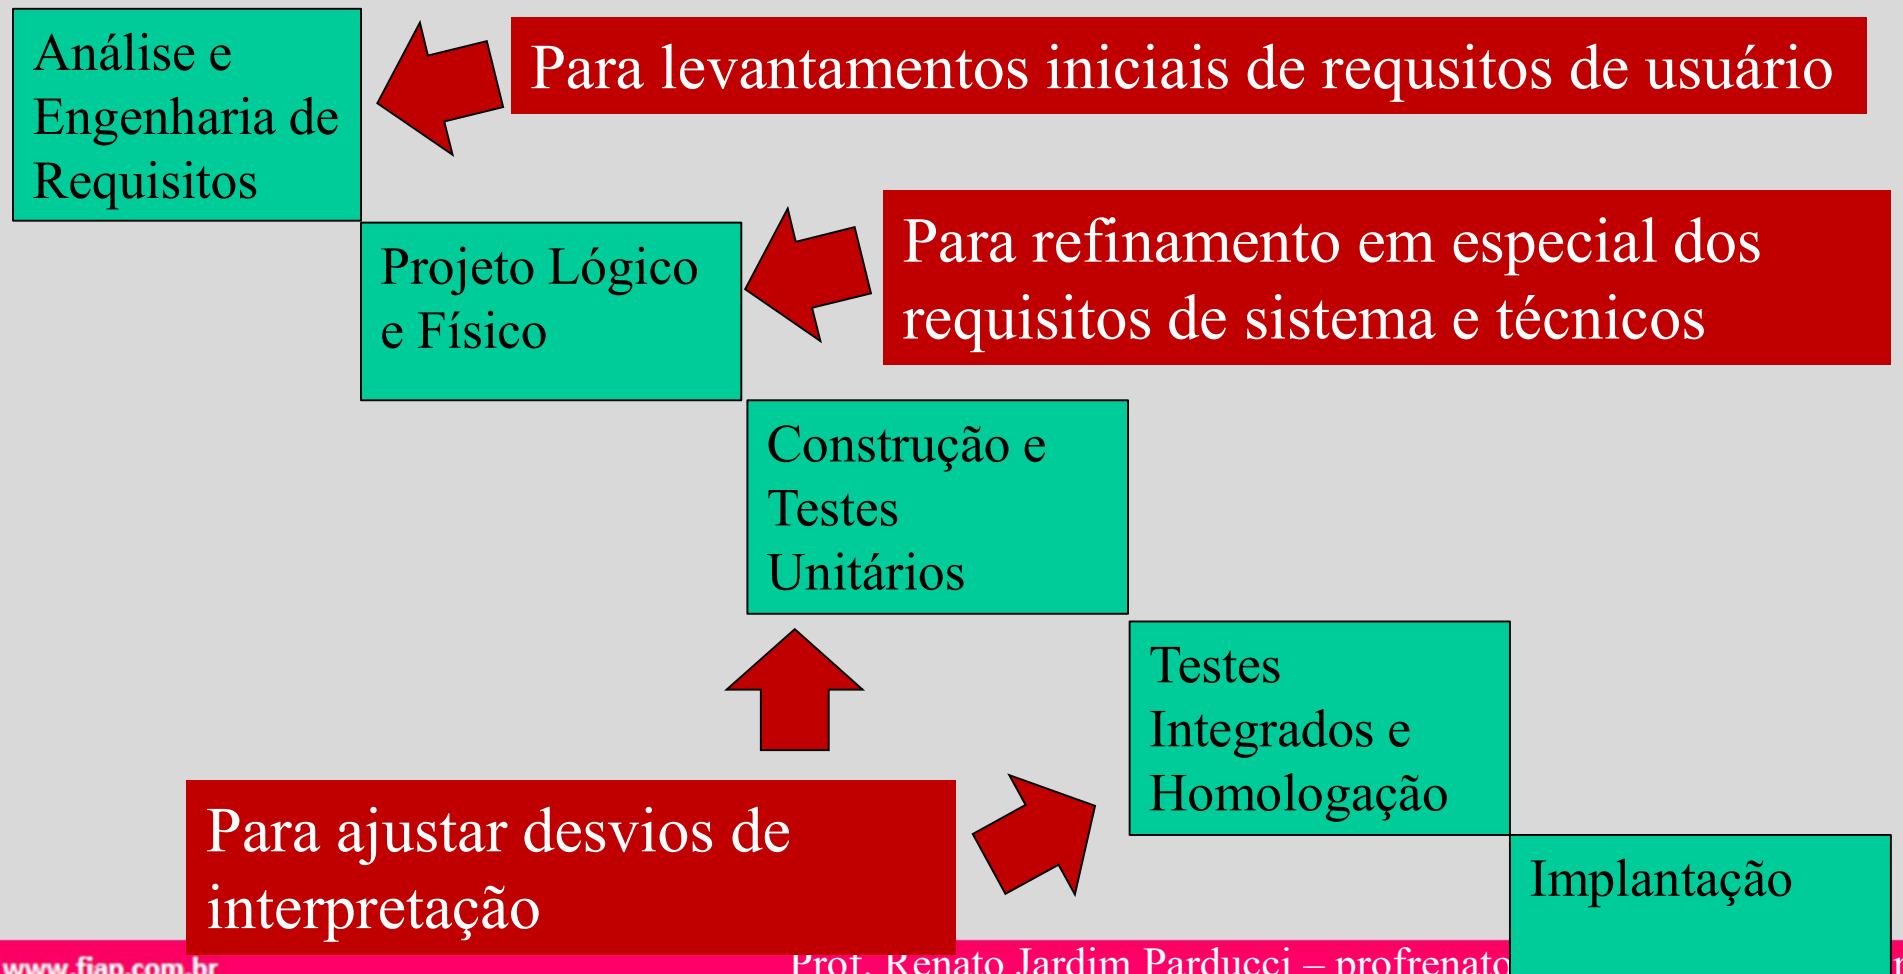 Análise e
Engenharia de
Requisitos
Para levantamentos iniciais de requsitos de usuário
Projeto Lógico
e Físico
Para refinamento em especial dos
requisitos de sistema e técnicos
Construção e
Testes
Unitários
Testes
Integrados e
Homologação
Para ajustar desvios de
interpretação
Implantação
www.fiap.com.br
Prof. Renato Jardim Parducci – profrenato